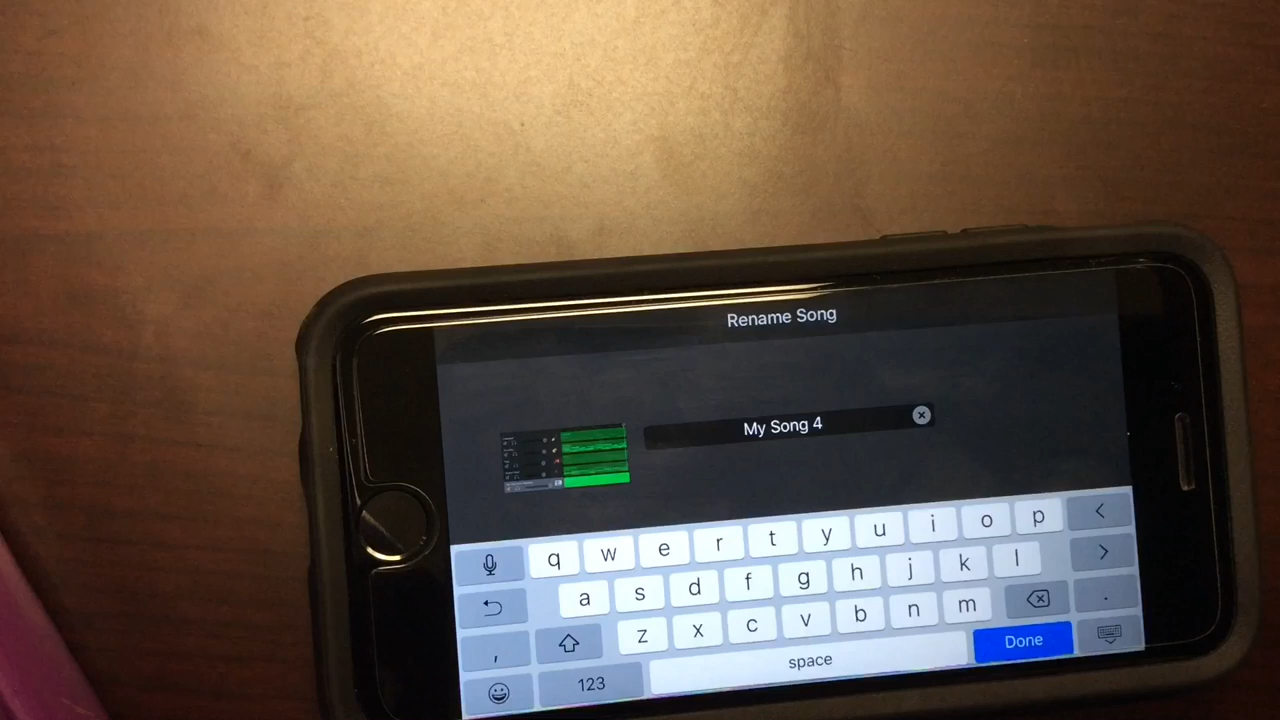 Rename Song
My Song 4
q w e r t y u i o p <
a s d f g h j k l >
z x c v b n m .
, 123 space Done